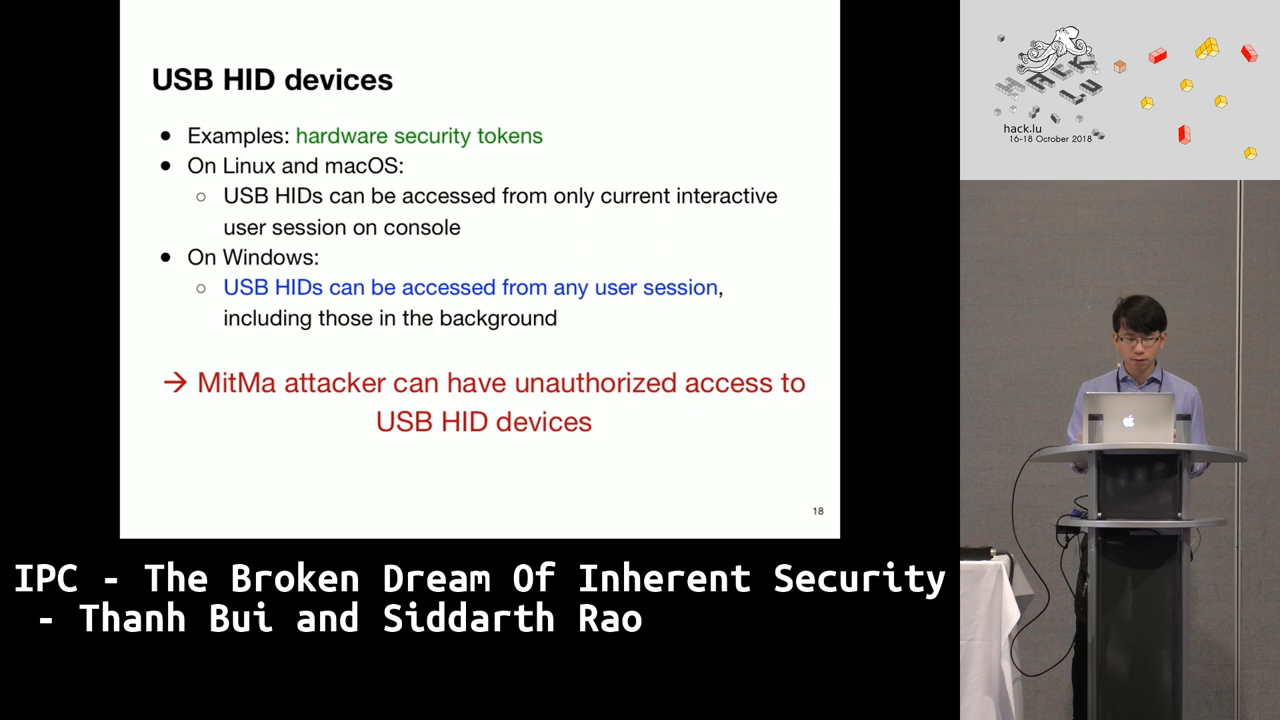 USB HID devices
● Examples: hardware security tokens
● On Linux and macOS:
○ USB HIDs can be accessed from only current interactive
user session on console
● On Windows:
○ USB HIDs can be accessed from any user session,
including those in the background
→ MitMa attacker can have unauthorized access to
USB HID devices
18
IPC - The Broken Dream Of Inherent Security
- Thanh Bui and Siddarth Rao
HACK
LU
hack.lu
16-18 October 2018